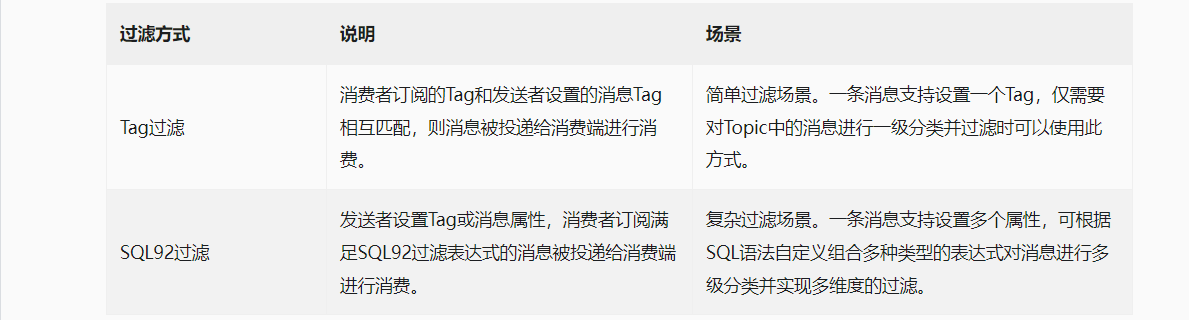 过滤方式 说明 场景
消费者订阅的Tag和发送者设置的消息Tag
相互匹配，则消息被投递给消费端进行消
费。
Tag过滤
简单过滤场景。一条消息支持设置一个Tag，仅需要
对Topic中的消息进行一级分类并过滤时可以使用此
方式。
发送者设置Tag或消息属性，消费者订阅满
足SQL92过滤表达式的消息被投递给消费端
进行消费。
SQL92过滤
复杂过滤场景。一条消息支持设置多个属性，可根据
SQL语法自定义组合多种类型的表达式对消息进行多
级分类并实现多维度的过滤。